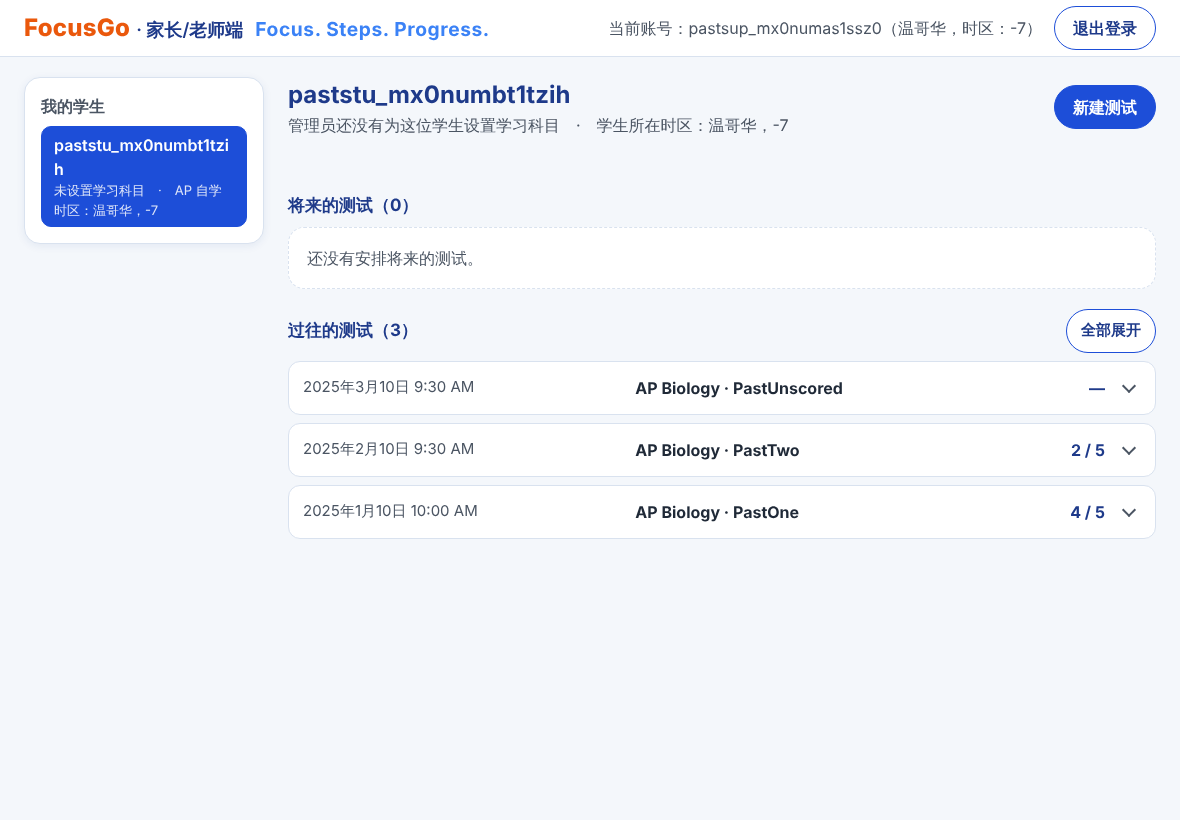 FocusGo · 家长/老师端 Focus. Steps. Progress.
当前账号：pastsup_mx0numas1ssz0（温哥华，时区：-7）
退出登录
我的学生
paststu_mx0numbt1tzi
h
未设置学习科目 · AP 自学
时区：温哥华，-7
paststu_mx0numbt1tzih
管理员还没有为这位学生设置学习科目 · 学生所在时区：温哥华，-7
新建测试
将来的测试（0）
还没有安排将来的测试。
过往的测试（3）
全部展开
2025年3月10日 9:30 AM AP Biology · PastUnscored —
2025年2月10日 9:30 AM AP Biology · PastTwo 2 / 5
2025年1月10日 10:00 AM AP Biology · PastOne 4 / 5